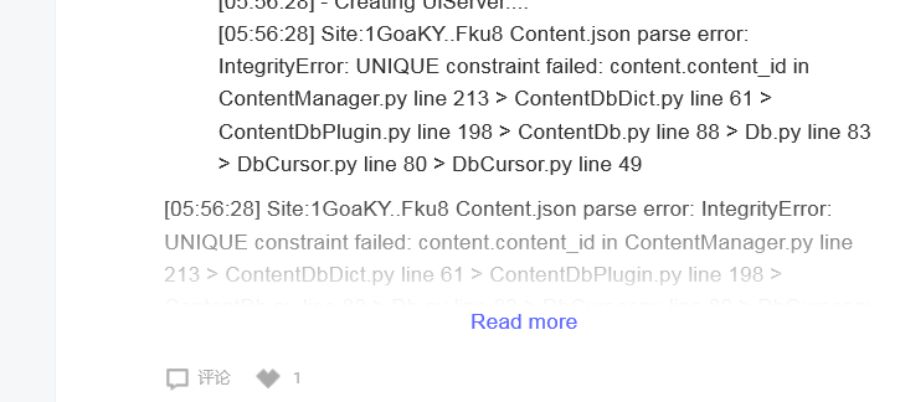 [05:56:28] - Creating UiServer....
[05:56:28] Site:1GoaKY..Fku8 Content.json parse error:
IntegrityError: UNIQUE constraint failed: content.content_id in
ContentManager.py line 213 > ContentDbDict.py line 61 >
ContentDbPlugin.py line 198 > ContentDb.py line 88 > Db.py line 83
> DbCursor.py line 80 > DbCursor.py line 49
[05:56:28] Site:1GoaKY..Fku8 Content.json parse error: IntegrityError:
UNIQUE constraint failed: content.content_id in ContentManager.py line
213 > ContentDbDict.py line 61 > ContentDbPlugin.py line 198 >
Read more
评论 1